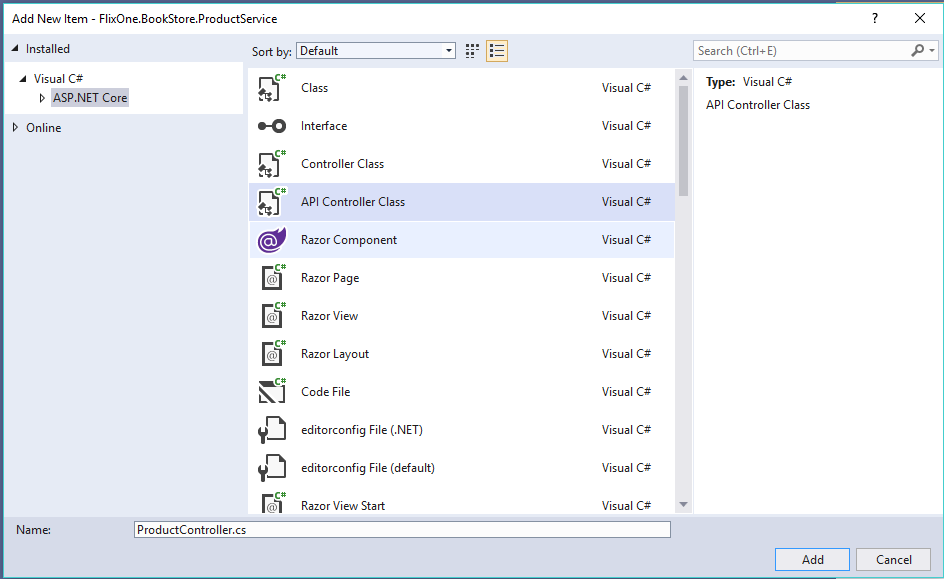 Add New Item - FlixOne.BookStore.ProductService ?
Installed
Visual C#
ASP.NET Core
Online
Sort by: Default
Search (Ctrl+E)
C# Class Visual C#
Interface Visual C#
C# Controller Class Visual C#
C# API Controller Class Visual C#
@ Razor Component Visual C#
C# @ Razor Page Visual C#
C# @ Razor View Visual C#
C# @ Razor Layout Visual C#
C# Code File Visual C#
editorconfig File (.NET) Visual C#
editorconfig File (default) Visual C#
C# @ Razor View Start Visual C#
Type: Visual C#
API Controller Class
Name: ProductController.cs
Add Cancel